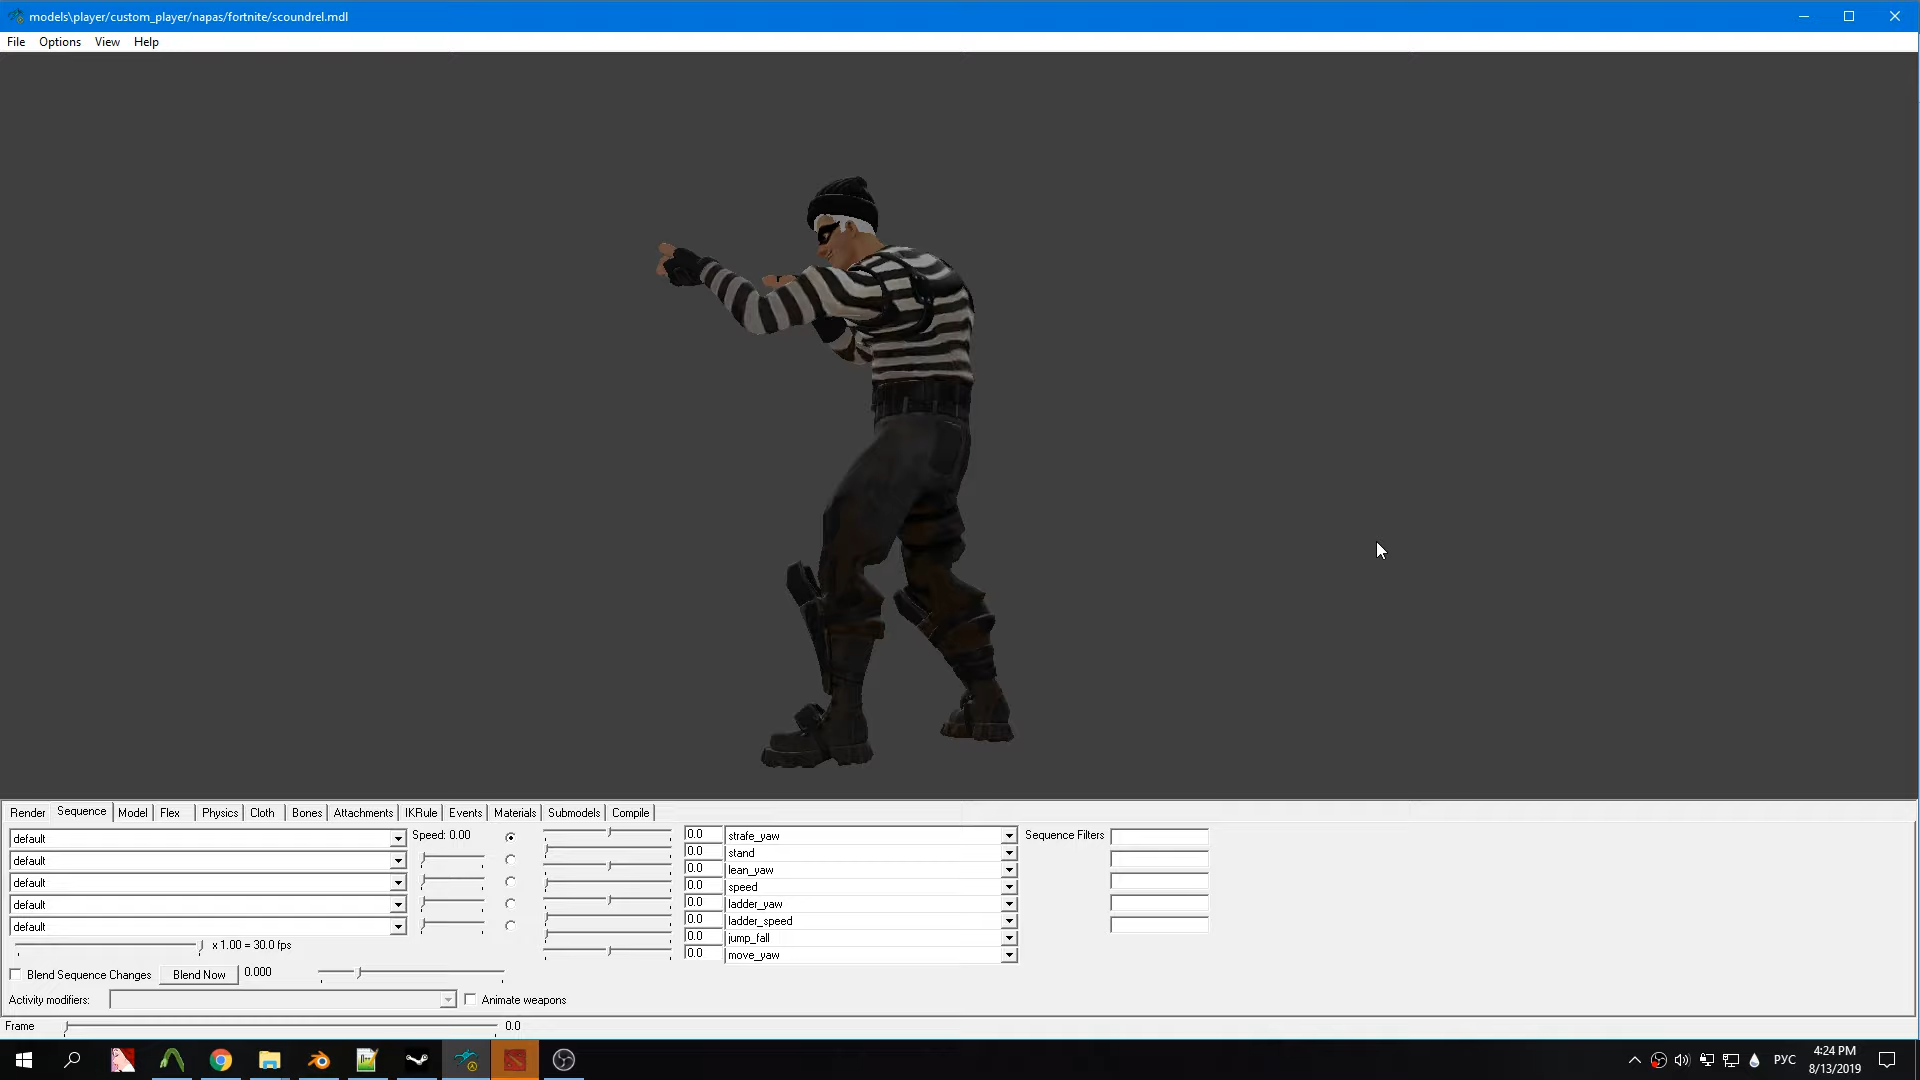 models\player/custom_player/napas/fortnite/scoundrel.mdl
File Options View Help
Render Sequence Model Flex Physics Cloth Bones Attachments IKRule Events Materials Submodels Compile
default Speed: 0.00 0.0 strafe_yaw Sequence Filters
default 0.0 stand
default 0.0 lean_yaw
default 0.0 speed
default 0.0 ladder_yaw
0.0 ladder_speed
0.0 jump_fall
0.0 move_yaw
x 1.00 = 30.0 fps
Blend Sequence Changes Blend Now 0.000
Activity modifiers: Animate weapons
Frame 0.0
РУС 4:24 PM
8/13/2019